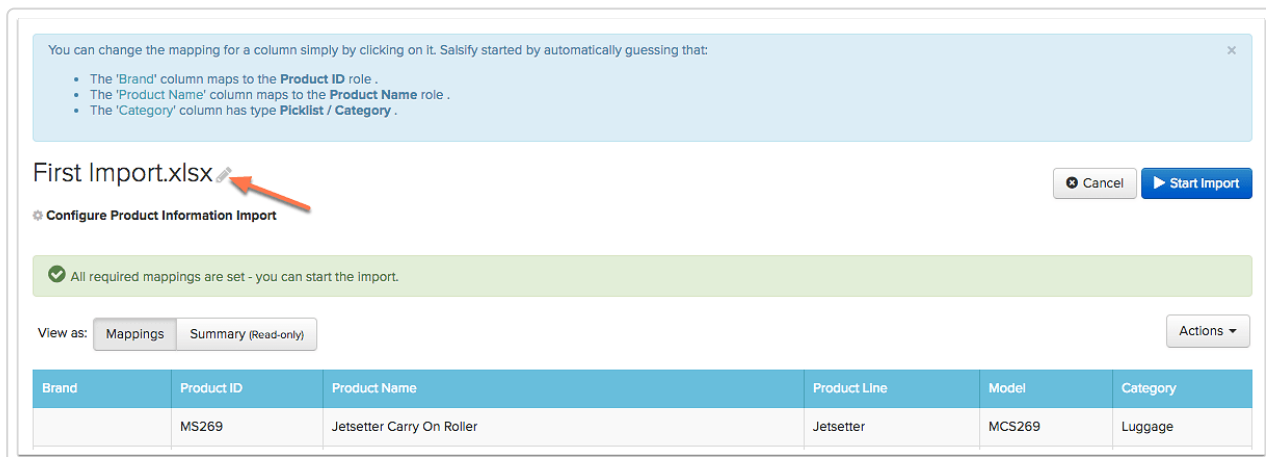 You can change the mapping for a column simply by clicking on it. Salsify started by automatically guessing that:
×
• The 'Brand' column maps to the Product ID role .
• The 'Product Name' column maps to the Product Name role .
• The 'Category' column has type Picklist / Category .
First Import.xlsx
Cancel
Start Import
Configure Product Information Import
All required mappings are set - you can start the import.
View as: Mappings Summary (Read-only)
Actions
Brand Product ID Product Name Product Line Model Category
MS269 Jetsetter Carry On Roller Jetsetter MCS269 Luggage